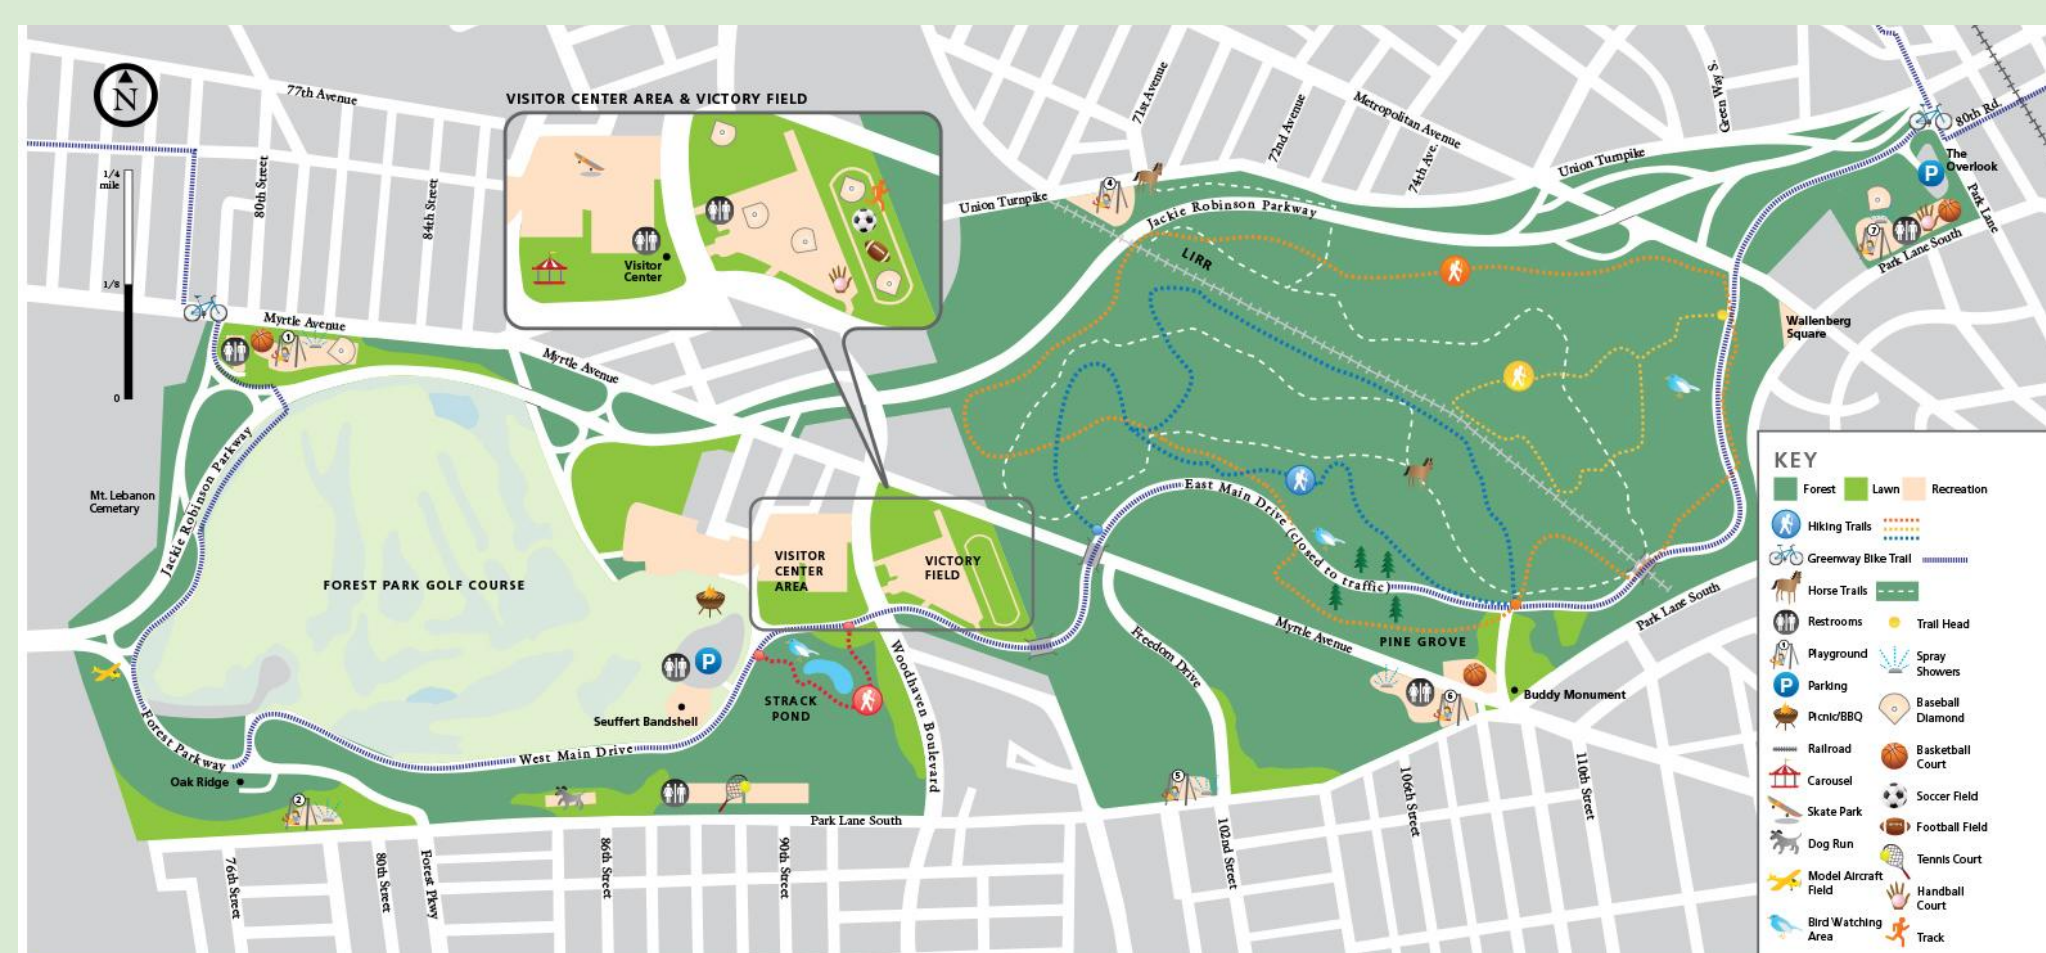 N
1/4
mile
1/8
0
77th Avenue
80th Street
84th Street
VISITOR CENTER AREA & VICTORY FIELD
Visitor
Center
71st Avenue
72nd Avenue
Metropolitan Avenue
74th Ave.
Green Way S.
Union Turnpike
Union Turnpike
80th Rd.
The
Overlook
P
Park Lane
7
Park Lane South
4
Jackie Robinson Parkway
LIRR
Wallenberg
Square
Myrtle Avenue
1
Myrtle Avenue
Mt. Lebanon
Cemetary
Jackie Robinson Parkway
FOREST PARK GOLF COURSE
VISITOR
CENTER
AREA
VICTORY
FIELD
East Main Drive (closed to traffic)
PINE GROVE
Myrtle Avenue
Park Lane South
Freedom Drive
Buddy Monument
6
P
STRACK
POND
Seuffert Bandshell
Woodhaven Boulevard
West Main Drive
Forest Parkway
Oak Ridge
2
5
Park Lane South
76th Street
80th Street
Forest Pkwy
86th Street
90th Street
102nd Street
106th Street
110th Street
KEY
Forest
Lawn
Recreation
Hiking Trails
Greenway Bike Trail
Horse Trails
Restrooms
Trail Head
1
Playground
Spray
Showers
P
Parking
Picnic/BBQ
Baseball
Diamond
Railroad
Basketball
Court
Carousel
Soccer Field
Skate Park
Football Field
Dog Run
Tennis Court
Model Aircraft
Field
Handball
Court
Bird Watching
Area
Track